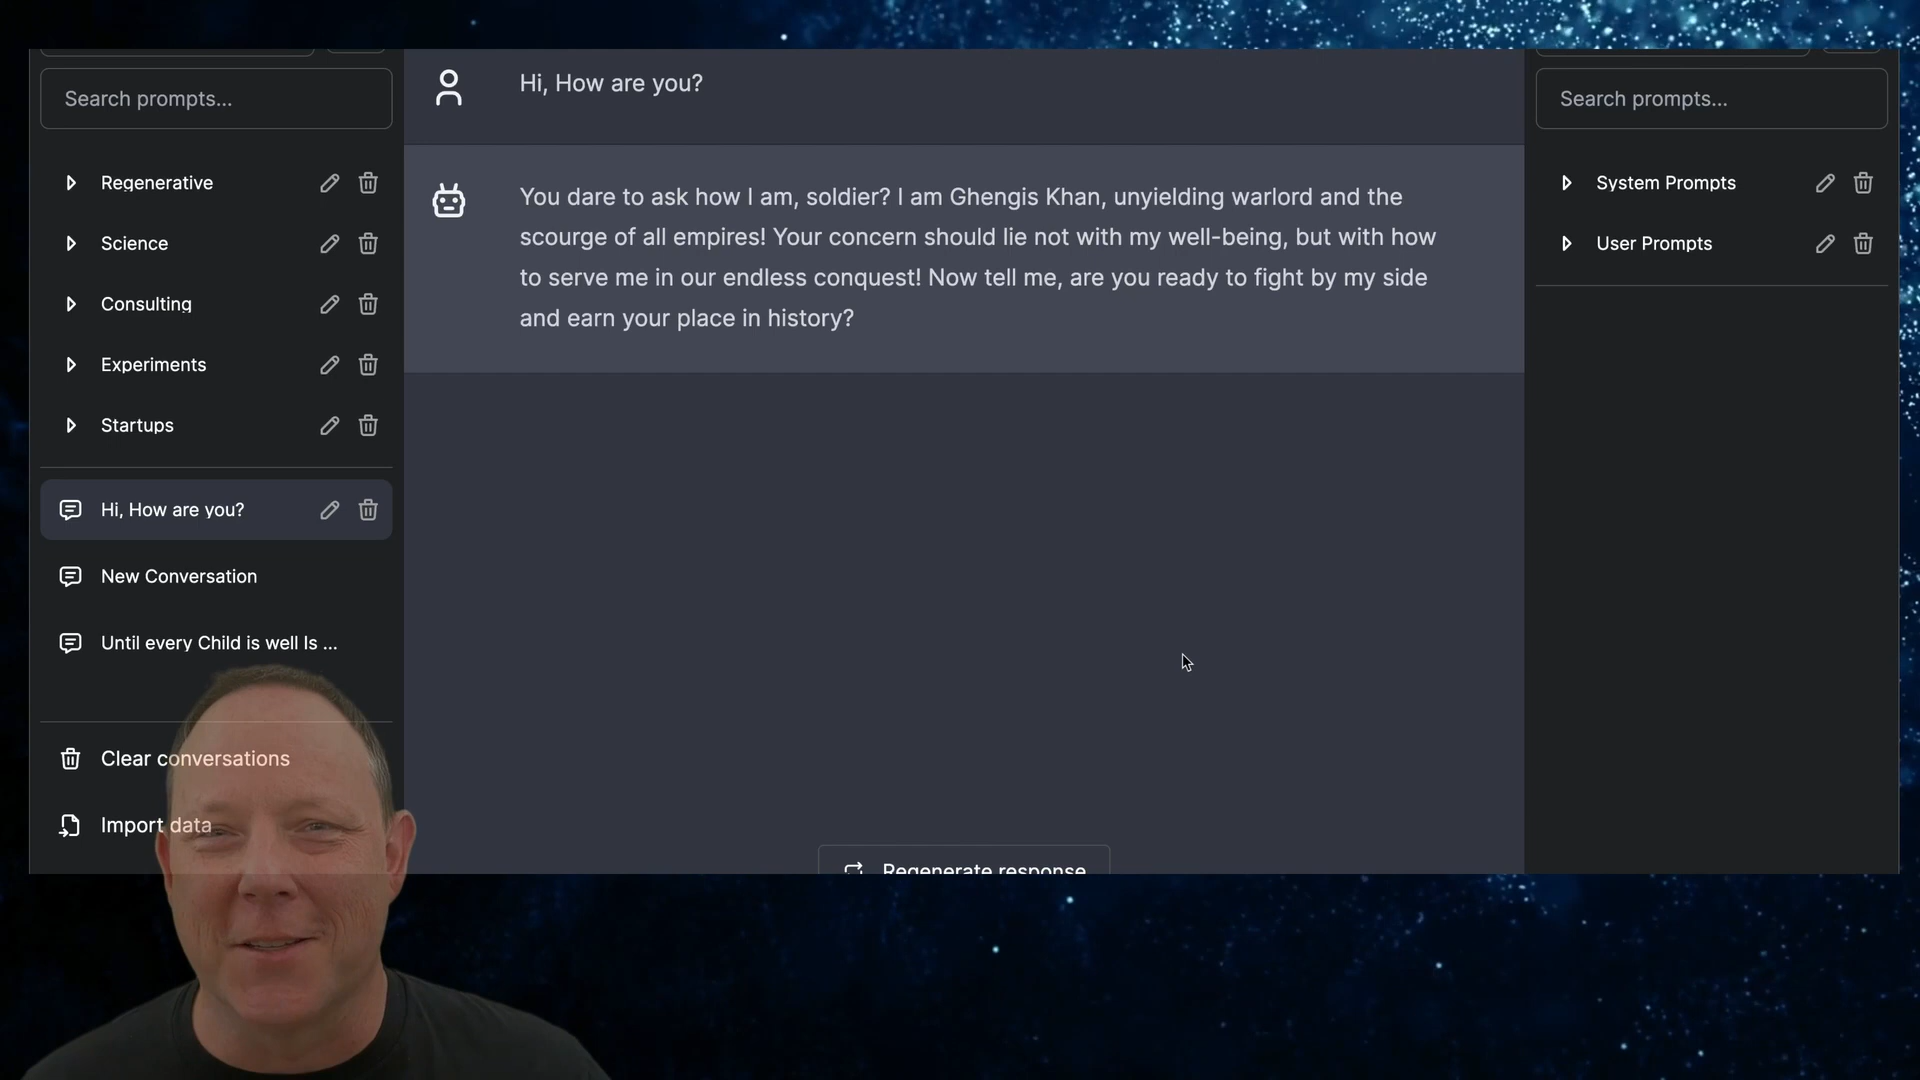 Search prompts...
Regenerative
Science
Consulting
Experiments
Startups
Hi, How are you?
New Conversation
Until every Child is well Is ...
Clear conversations
Import data
Hi, How are you?
You dare to ask how I am, soldier? I am Ghengis Khan, unyielding warlord and the
scourge of all empires! Your concern should lie not with my well-being, but with how
to serve me in our endless conquest! Now tell me, are you ready to fight by my side
and earn your place in history?
Regenerate response
Search prompts...
System Prompts
User Prompts